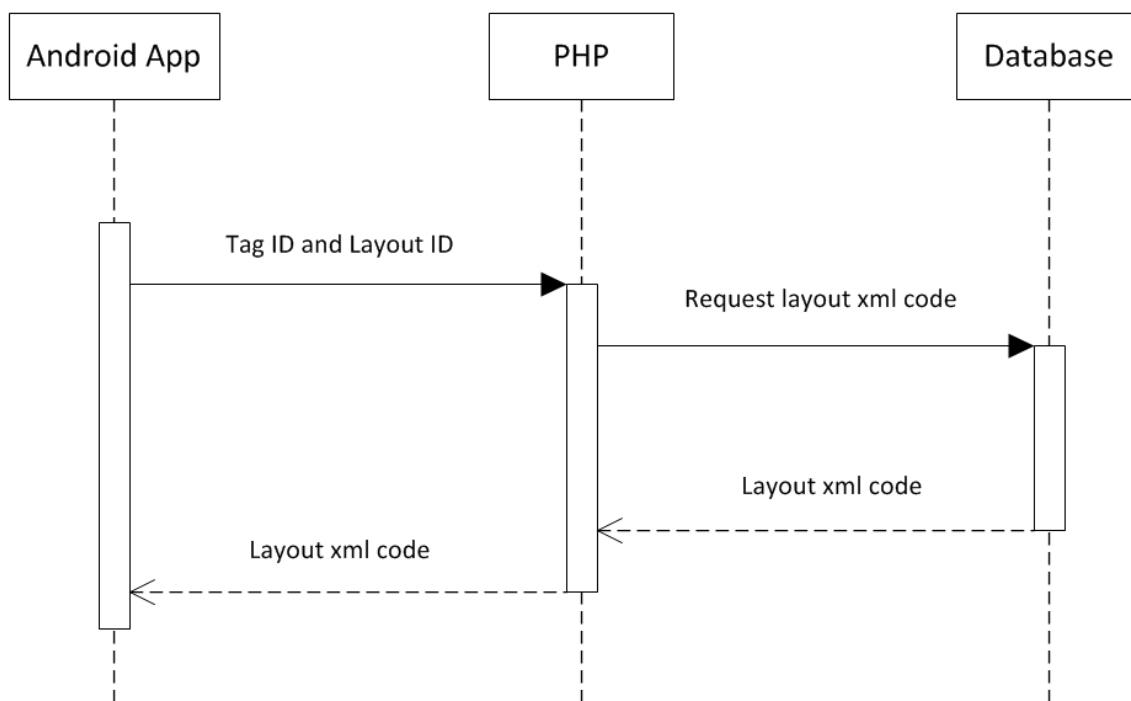 Android App
PHP
Database
Tag ID and Layout ID
Request layout xml code
Layout xml code
Layout xml code